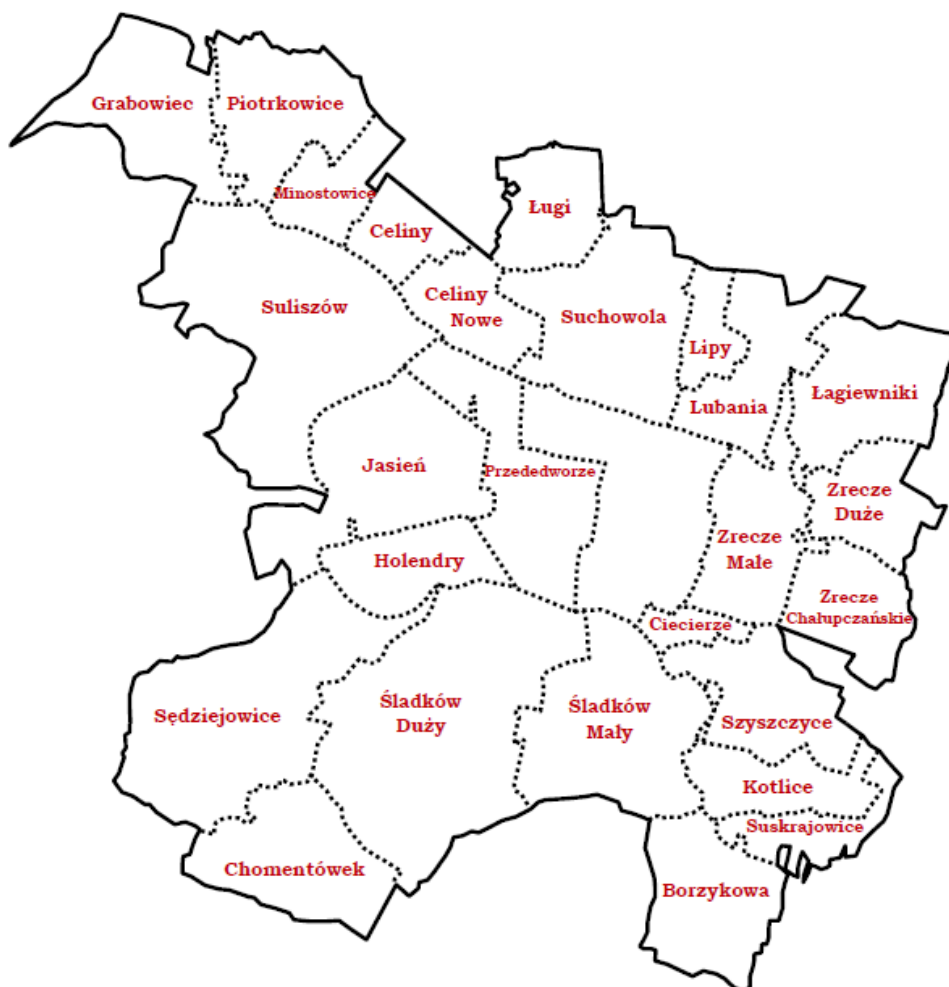 Grabowiec
Piotrkowice
Minostowice
Celiny
Ługi
Suliszów
Celiny
Nowe
Suchowola
Lipy
Lubania
Łagiewniki
Jasień
Przededworze
Zrecze
Duże
Zrecze
Małe
Holendry
Zrecze
Chałupczańskie
Ciecierze
Sędziejowice
Śladków
Duży
Śladków
Mały
Szyszczyce
Kotlice
Suskrajowice
Chomentówek
Borzykowa